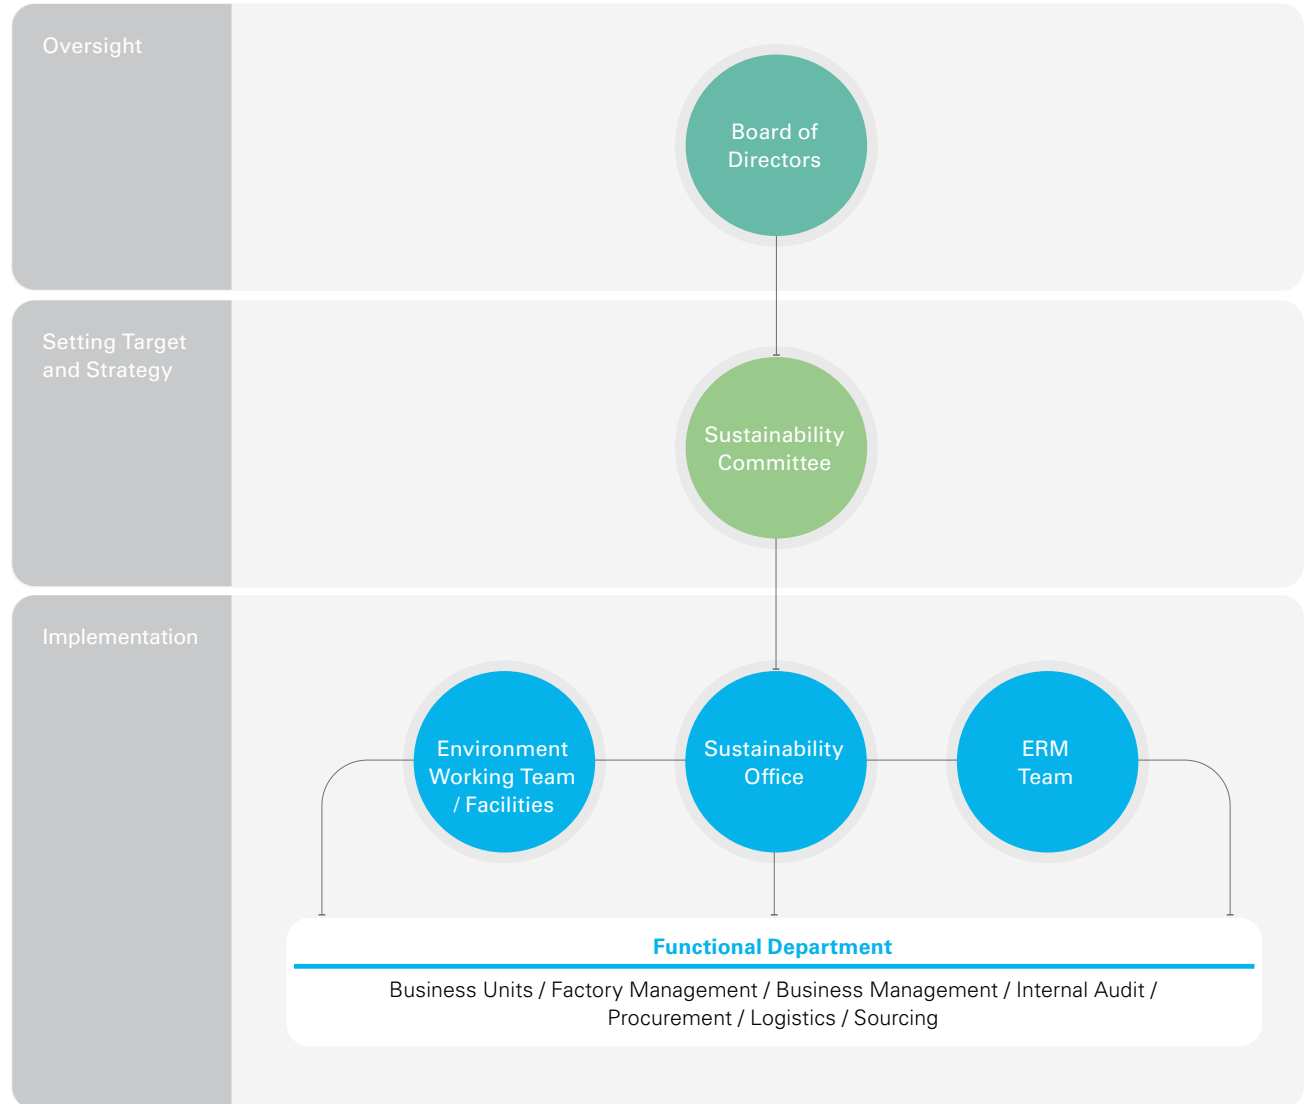 Oversight
Board of
Directors
Setting Target
and Strategy
Sustainability
Committee
Implementation
Environment
Working Team
/ Facilities
Sustainability
Office
ERM
Team
Functional Department
Business Units / Factory Management / Business Management / Internal Audit /
Procurement / Logistics / Sourcing